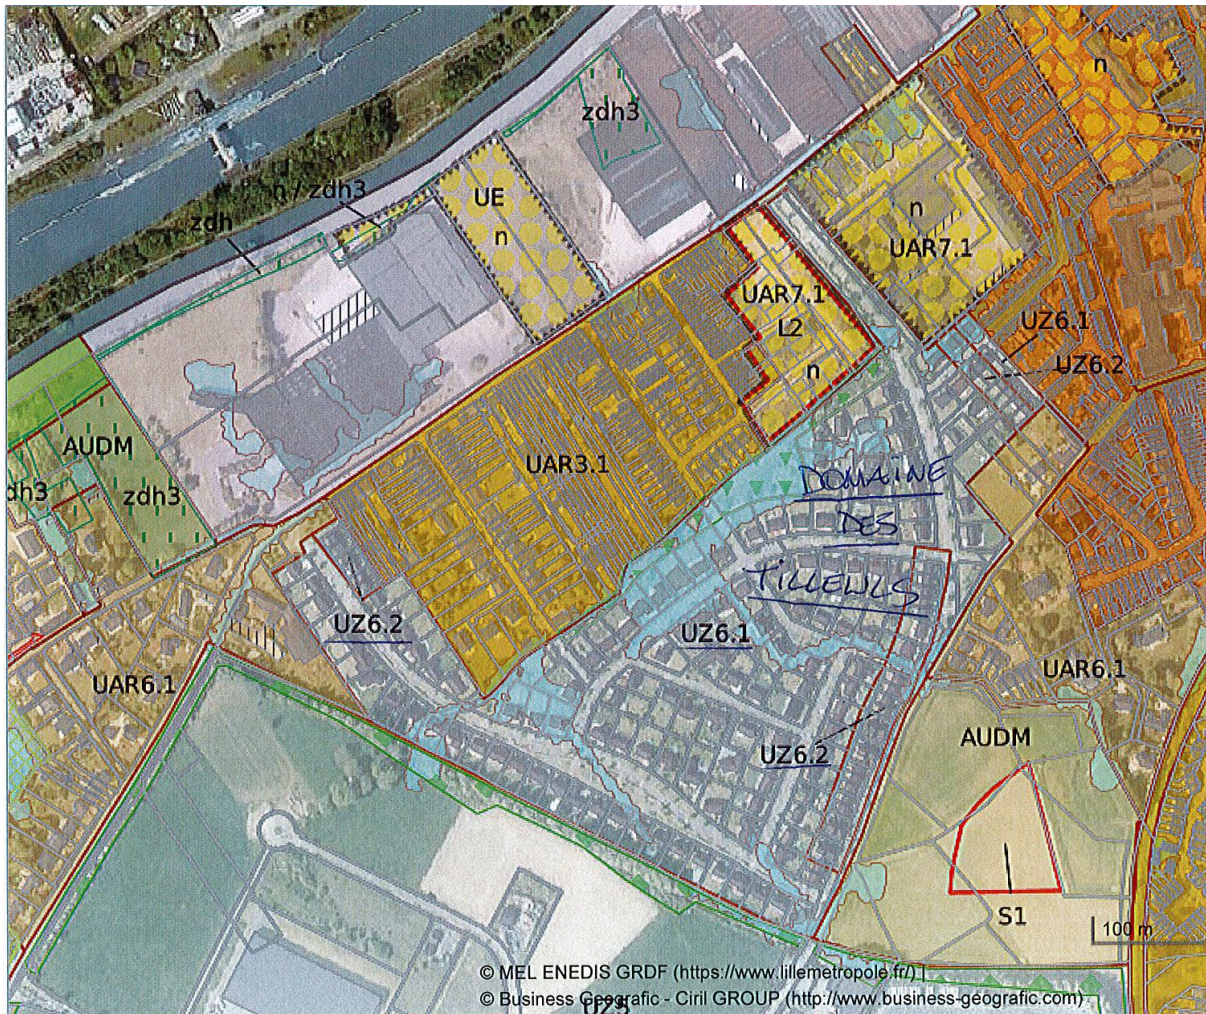 n
zdh3
n / zdh3
UE
zdh
n
n
UAR7.1
UAR7.1
L2
UZ6.1
UZ6.2
n
AUDM
UAR3.1
dh3
zdh3
DOMAINE
DES
TILLEULS
UZ6.2
UZ6.1
UAR6.1
UAR6.1
AUDM
UZ6.2
S1
100 m
© MEL ENEDIS GRDF (https://www.lillemetropole.fr/) |
© Business Geografic - Ciril GROUP (http://www.business-geografic.com)
UZ5